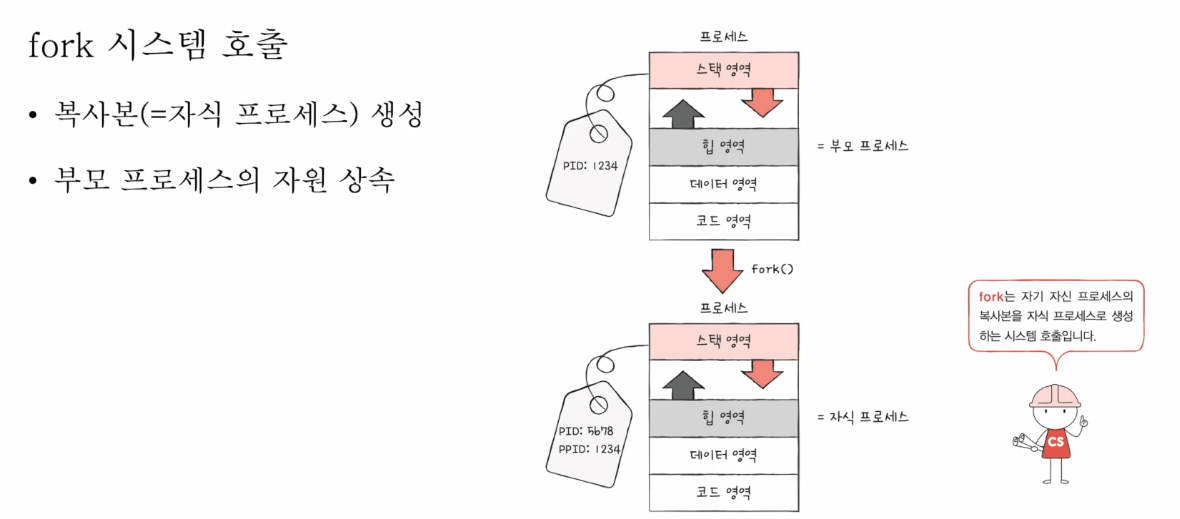 fork 시스템 호출
• 복사본(=자식 프로세스) 생성
• 부모 프로세스의 자원 상속
프로세스
스택 영역
힙 영역
데이터 영역
코드 영역
PID: 1234
= 부모 프로세스
fork()
프로세스
스택 영역
힙 영역
데이터 영역
코드 영역
PID: 5678
PPID: 1234
= 자식 프로세스
fork는 자기 자신 프로세스의
복사본을 자식 프로세스로 생성
하는 시스템 호출입니다.
CS